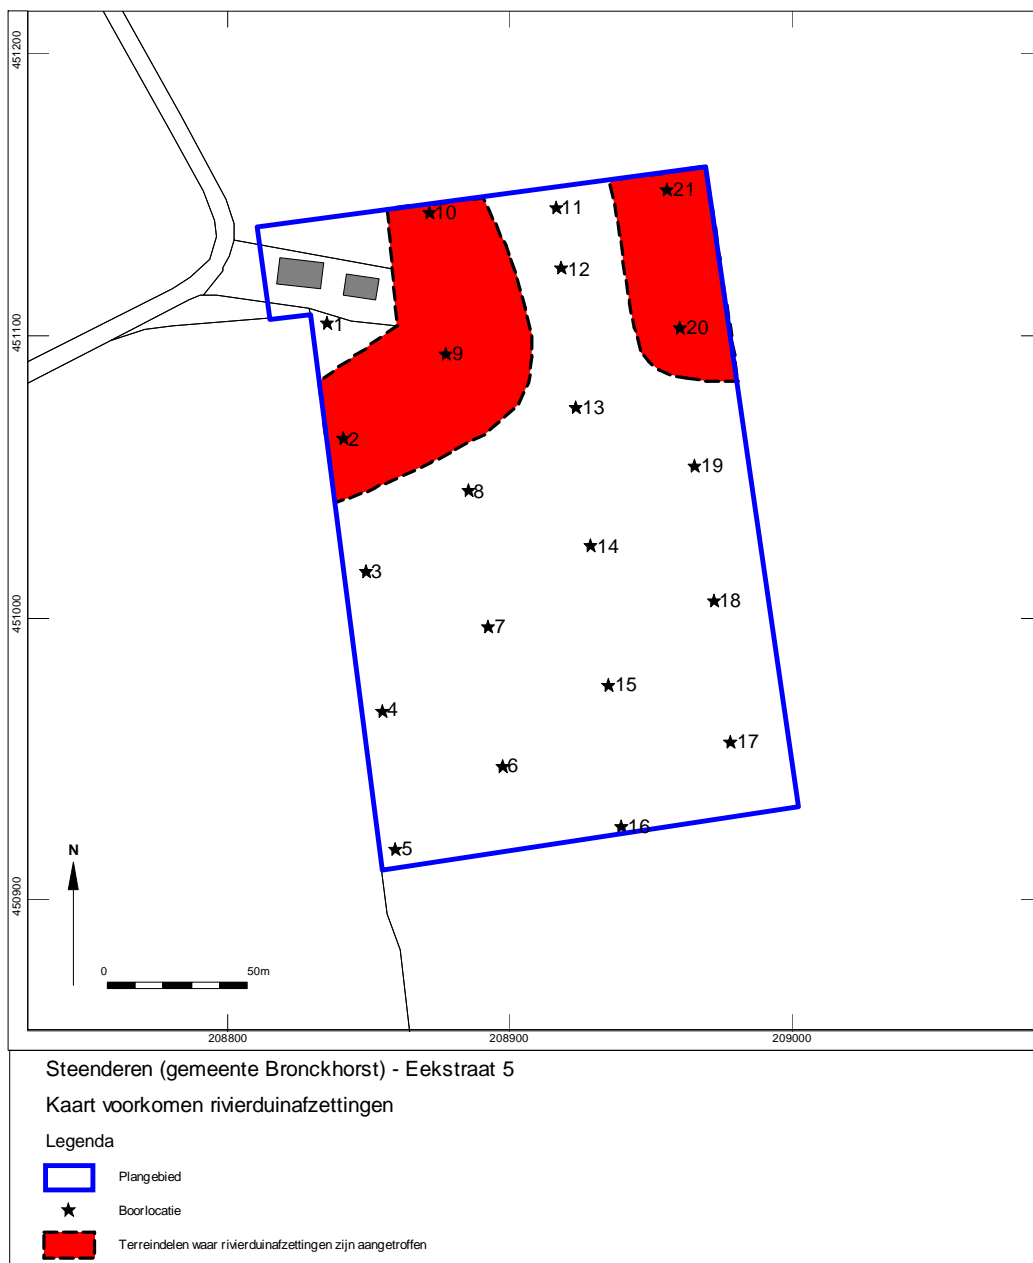 451200
21
10
11
12
1
451100
20
9
13
2
19
8
14
3
18
451000
7
15
4
17
6
16
5
N
450900
0 50m
208800 208900 209000
Steenderen (gemeente Bronckhorst) - Eekstraat 5
Kaart voorkomen rivierduinafzettingen
Legenda
Plangebied
Boorlocatie
Terreindelen waar rivierduinafzettingen zijn aangetroffen